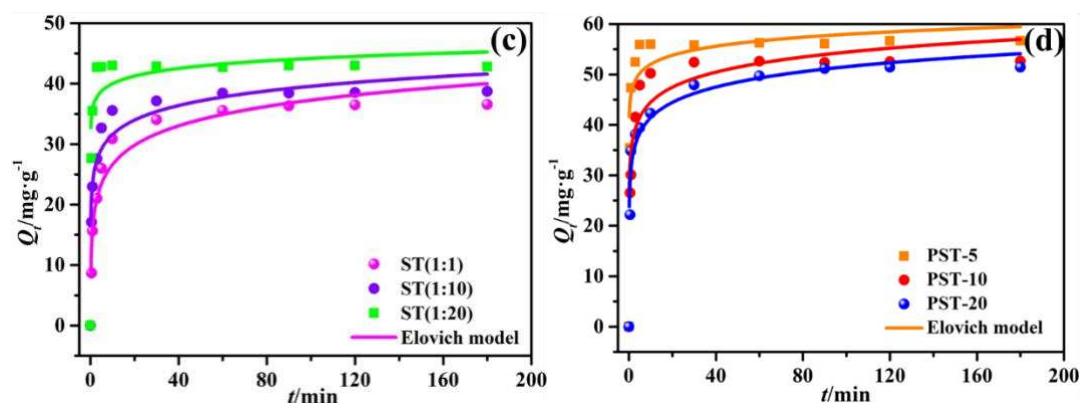 (c)
50
40
30
20
10
0
Qt/mg·g-1
ST(1:1)
ST(1:10)
ST(1:20)
Elovich model
0 40 80 120 160 200
t/min
(d)
60
50
40
30
20
10
0
Qt/mg·g-1
PST-5
PST-10
PST-20
Elovich model
0 40 80 120 160 200
t/min